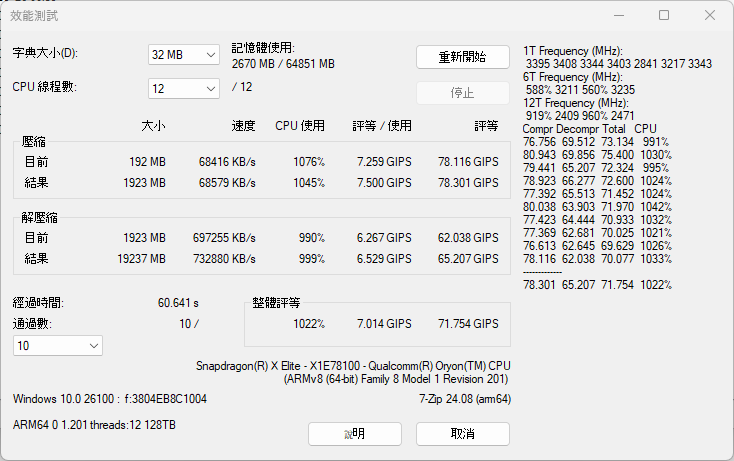 效能測試
字典大小(D):
32 MB
記憶體使用:
2670 MB / 64851 MB
重新開始
CPU 線程數:
12
/ 12
停止
大小 速度 CPU 使用 評等 / 使用 評等
壓縮
目前 192 MB 68416 KB/s 1076% 7.259 GIPS 78.116 GIPS
結果 1923 MB 68579 KB/s 1045% 7.500 GIPS 78.301 GIPS
解壓縮
目前 1923 MB 697255 KB/s 990% 6.267 GIPS 62.038 GIPS
結果 19237 MB 732880 KB/s 999% 6.529 GIPS 65.207 GIPS
經過時間: 60.641 s
通過數: 10 /
10
整體評等
1022% 7.014 GIPS 71.754 GIPS
Snapdragon(R) X Elite - X1E78100 - Qualcomm(R) Oryon(TM) CPU
(ARMv8 (64-bit) Family 8 Model 1 Revision 201)
Windows 10.0 26100 : f:3804EB8C1004
7-Zip 24.08 (arm64)
ARM64 0 1.201 threads:12 128TB
說明
取消
1T Frequency (MHz):
3395 3408 3344 3403 2841 3217 3343
6T Frequency (MHz):
588% 3211 560% 3235
12T Frequency (MHz):
919% 2409 960% 2471
Compr Decompr Total CPU
76.756 69.512 73.134 991%
80.943 69.856 75.400 1030%
79.441 65.207 72.324 995%
78.923 66.277 72.600 1024%
77.392 65.513 71.452 1024%
80.038 63.903 71.970 1042%
77.423 64.444 70.933 1032%
77.369 62.681 70.025 1021%
76.613 62.645 69.629 1026%
78.116 62.038 70.077 1033%
-------------
78.301 65.207 71.754 1022%